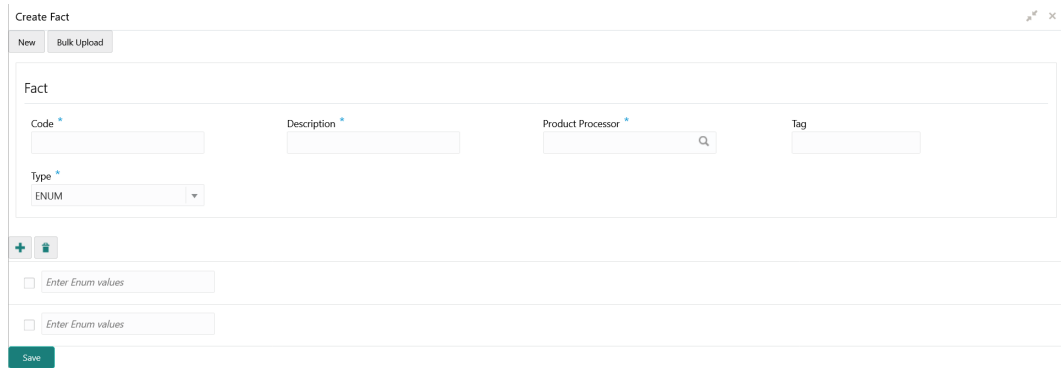 Create Fact
New Bulk Upload
Fact
Code * Description * Product Processor * Tag
Type *
ENUM
Enter Enum values
Enter Enum values
Save